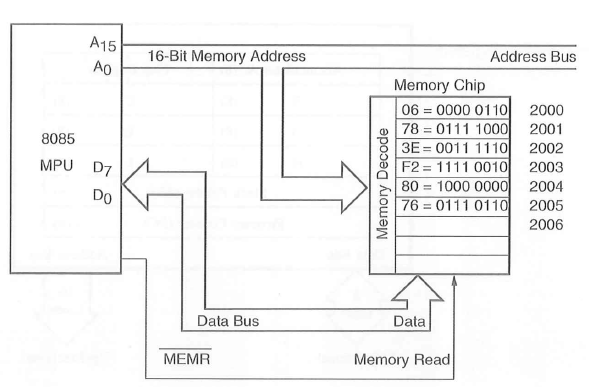 A15
16-Bit Memory Address
Address Bus
A0
Memory Chip
8085
MPU
D7
D0
Memory Decode
06 = 0000 0110 2000
78 = 0111 1000 2001
3E = 0011 1110 2002
F2 = 1111 0010 2003
80 = 1000 0000 2004
76 = 0111 0110 2005
2006
Data Bus
Data
MEMR
Memory Read